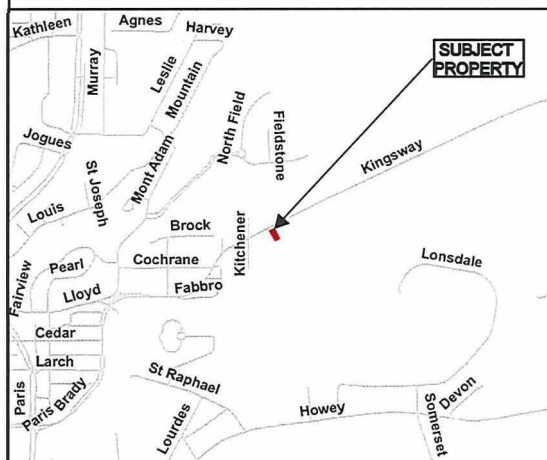 Kathleen
Agnes
Harvey
Murray
Leslie
Mountain
SUBJECT
PROPERTY
Jogues
St Joseph
Mont Adam
North Field
Fieldstone
Kingsway
Louis
Brock
Kitchener
Lonsdale
Fairview
Pearl
Cochrane
Lloyd
Fabbro
Cedar
Larch
Paris
Paris Brady
St Raphael
Lourdes
Howey
Somerset
Devon